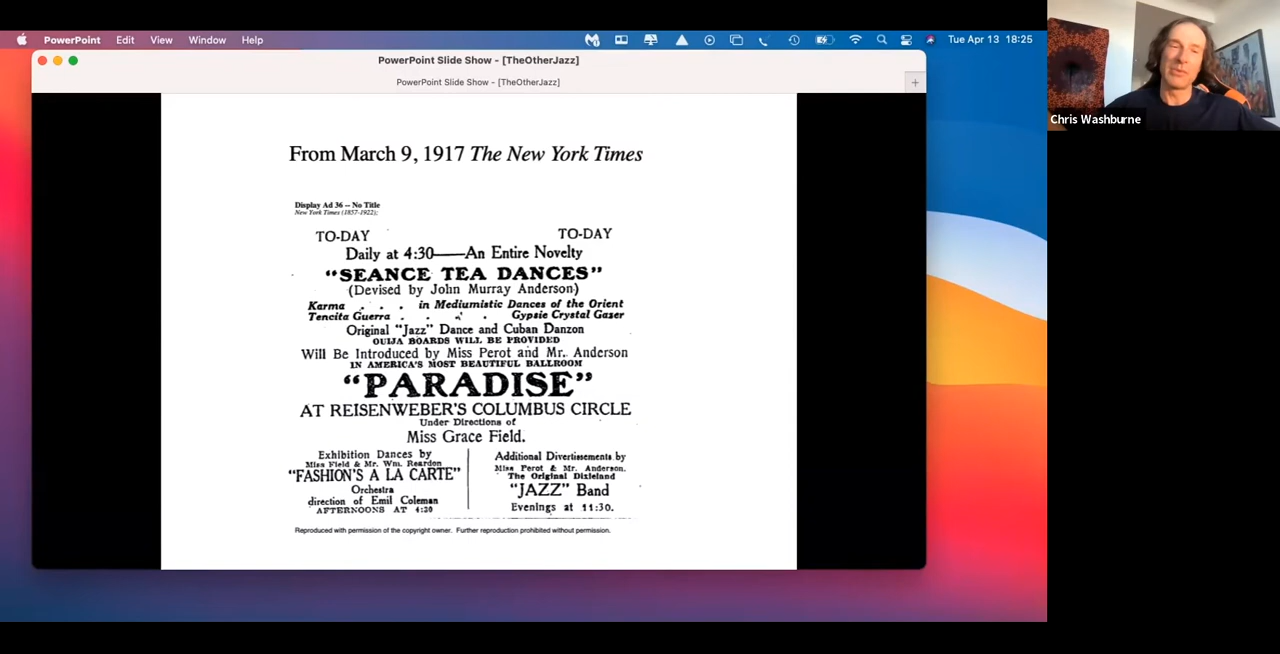 PowerPoint Edit View Window Help Tue Apr 13 18:25
PowerPoint Slide Show - [TheOtherJazz]
PowerPoint Slide Show - [TheOtherJazz]
Chris Washburne
From March 9, 1917 The New York Times
Display Ad 36 -- No Title
New York Times (1857-1922);
TO-DAY TO-DAY
Daily at 4:30——An Entire Novelty
"SEANCE TEA DANCES"
(Devised by John Murray Anderson)
Karma . . . in Mediumistic Dances of the Orient
Tencita Guerra . . . . Gypsie Crystal Gazer
Original "Jazz" Dance and Cuban Danzon
OUIJA BOARDS WILL BE PROVIDED
Will Be Introduced by Miss Perot and Mr. Anderson
IN AMERICA'S MOST BEAUTIFUL BALLROOM
"PARADISE"
AT REISENWEBER'S COLUMBUS CIRCLE
Under Directions of
Miss Grace Field.
Exhibition Dances by
Miss Field & Mr. Wm. Reardon
"FASHION'S A LA CARTE"
Orchestra
direction of Emil Coleman
AFTERNOONS AT 4:30
Additional Divertisements by
Miss Perot & Mr. Anderson.
The Original Dixieland
"JAZZ" Band
Evenings at 11:30.
Reproduced with permission of the copyright owner. Further reproduction prohibited without permission.